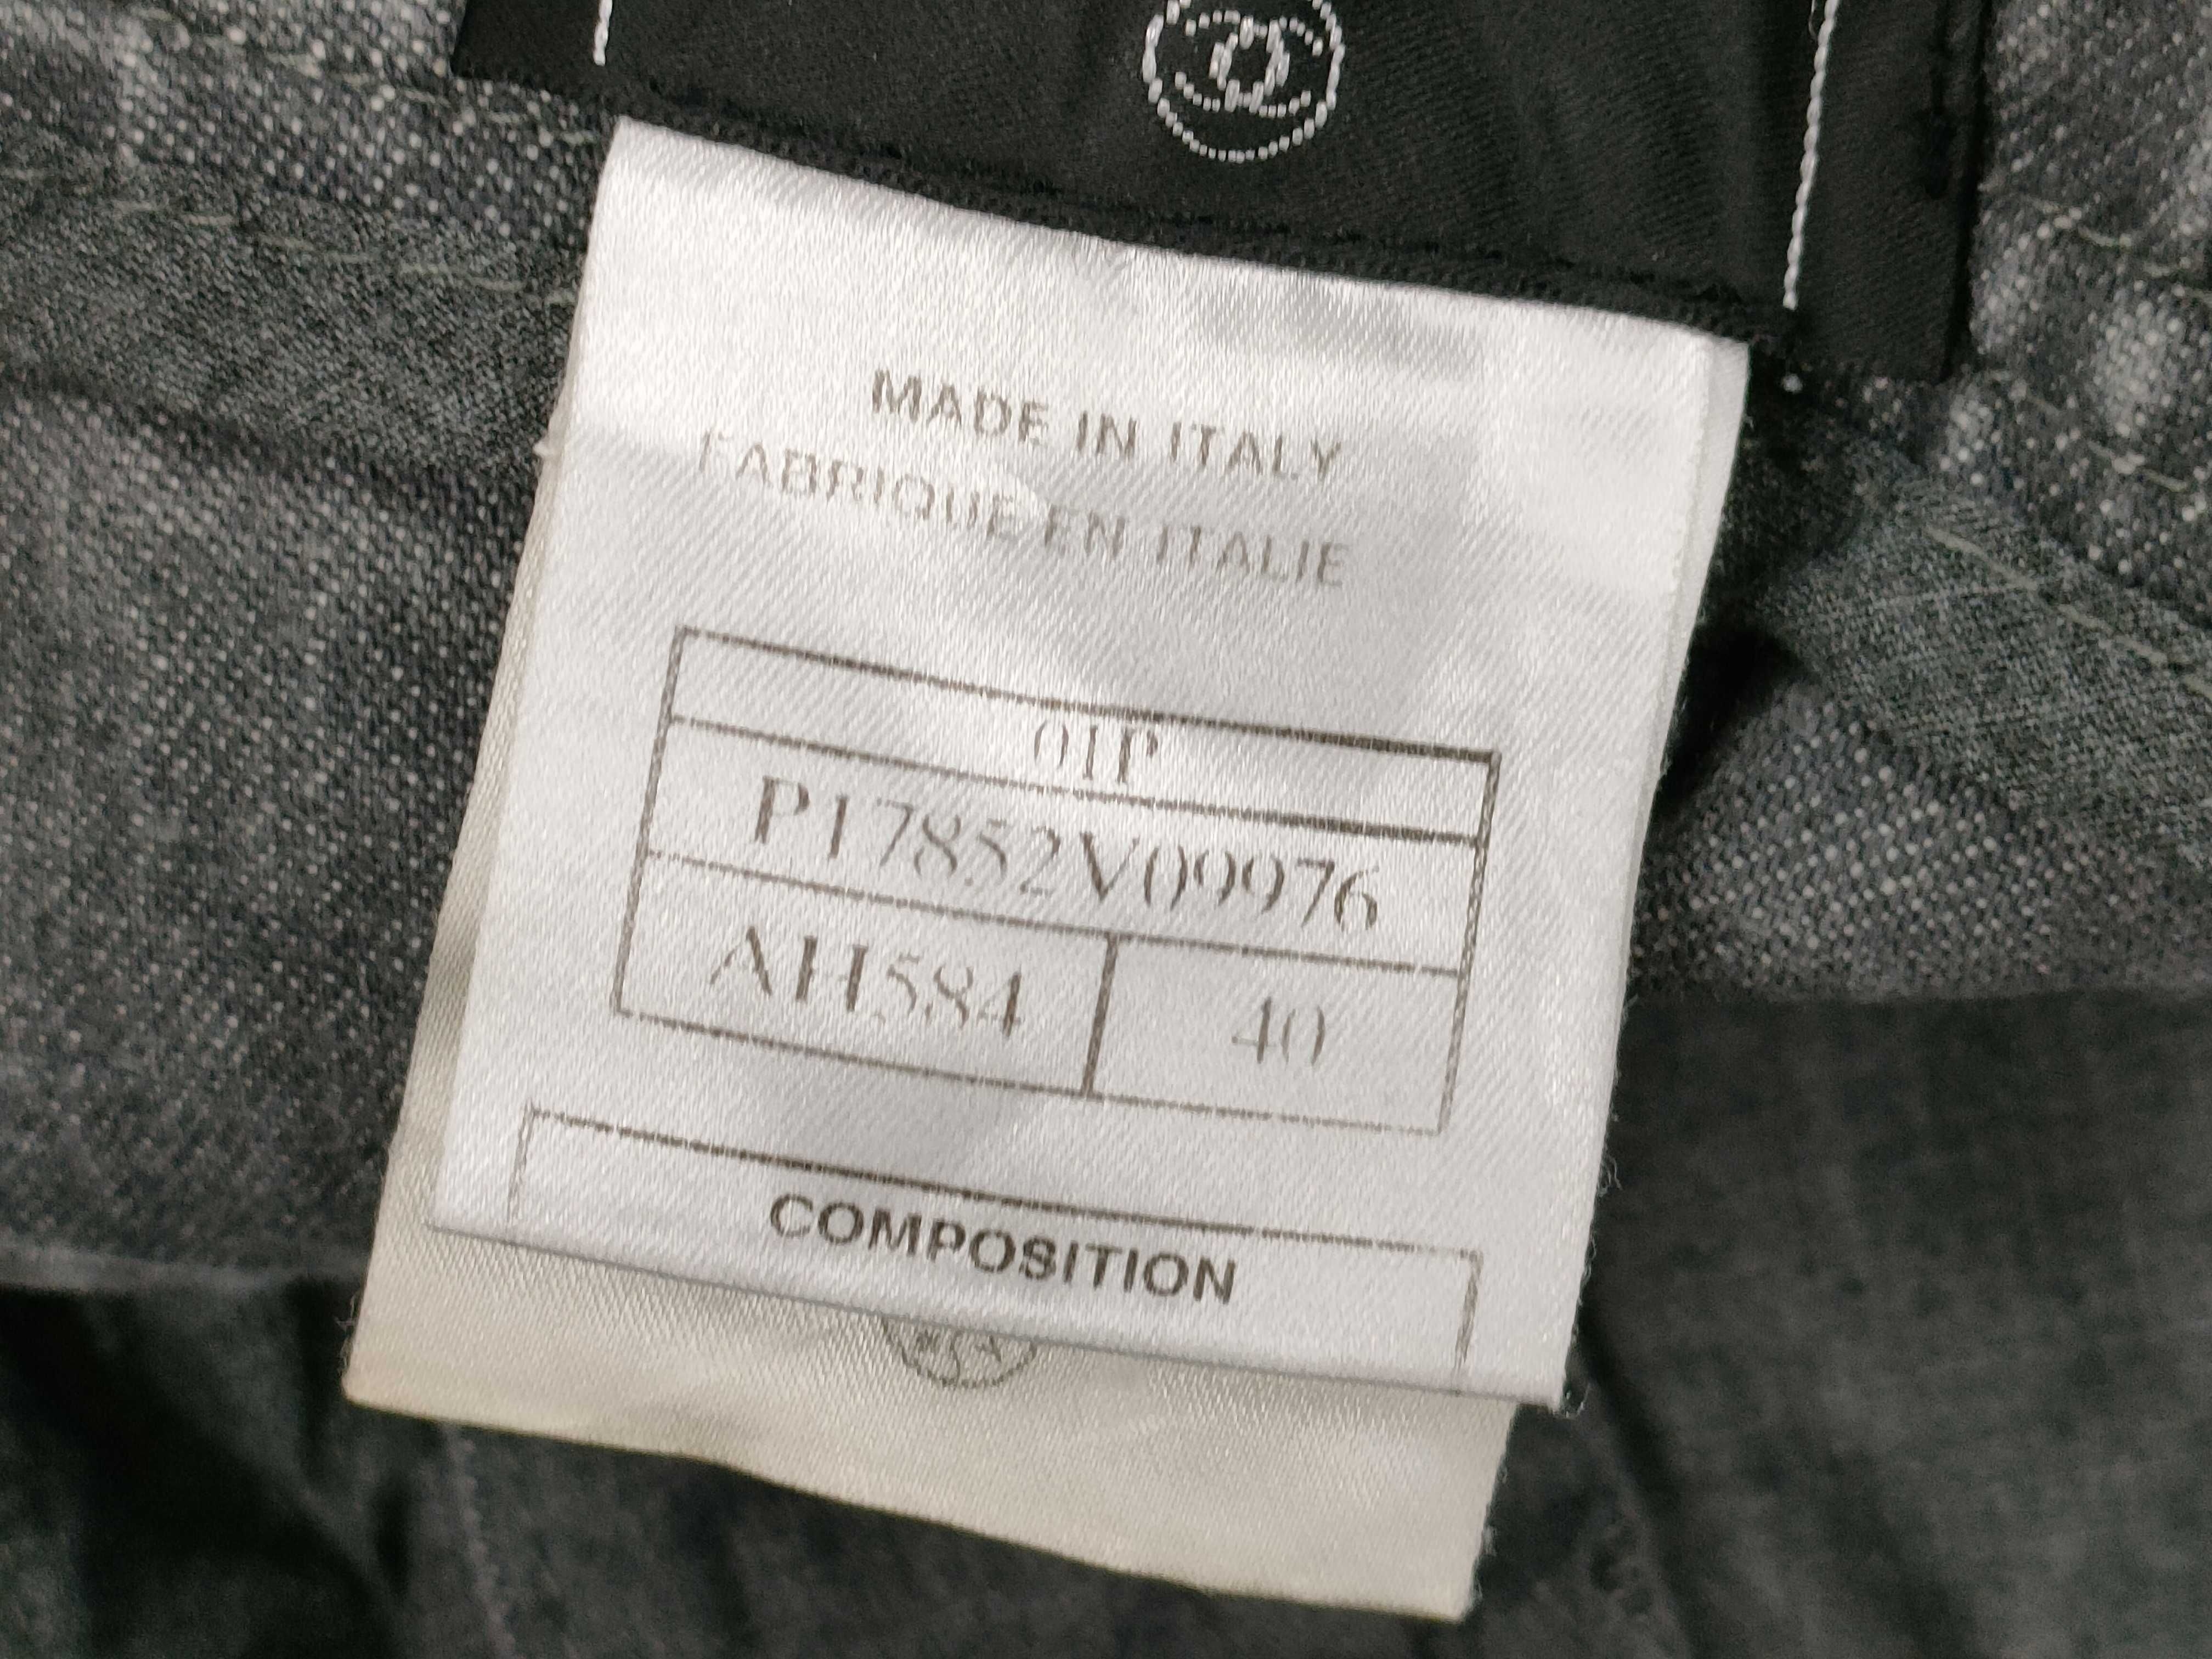 MADE IN ITALY
FABRIQUE EN ITALIE
01P
P17852V09976
AH584 40
COMPOSITION